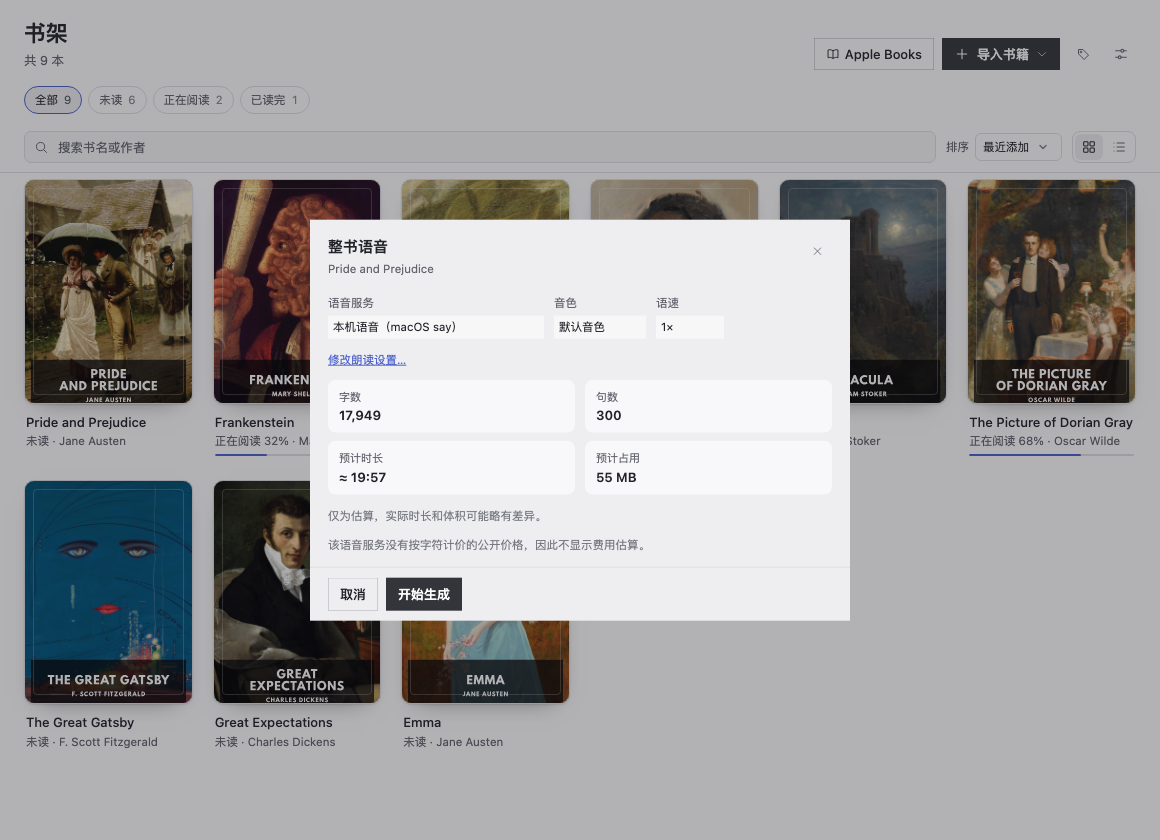 书架
共 9 本
Apple Books
导入书籍
全部 9
未读 6
正在阅读 2
已读完 1
搜索书名或作者
排序
最近添加
整书语音
Pride and Prejudice
语音服务
音色
语速
本机语音（macOS say）
默认音色
1×
修改朗读设置...
字数
17,949
句数
300
预计时长
≈ 19:57
预计占用
55 MB
仅为估算，实际时长和体积可能略有差异。
该语音服务没有按字符计价的公开价格，因此不显示费用估算。
取消
开始生成
PRIDE
AND PREJUDICE
JANE AUSTEN
Pride and Prejudice
未读 · Jane Austen
FRANKEN
MARY SHEL
Frankenstein
正在阅读 32% ·
ACULA
AM STOKER
Stoker
THE PICTURE
OF DORIAN GRAY
OSCAR WILDE
The Picture of Dorian Gray
正在阅读 68% · Oscar Wilde
THE GREAT GATSBY
F. SCOTT FITZGERALD
The Great Gatsby
未读 · F. Scott Fitzgerald
GREAT
EXPECTATIONS
CHARLES DICKENS
Great Expectations
未读 · Charles Dickens
EMMA
JANE AUSTEN
Emma
未读 · Jane Austen